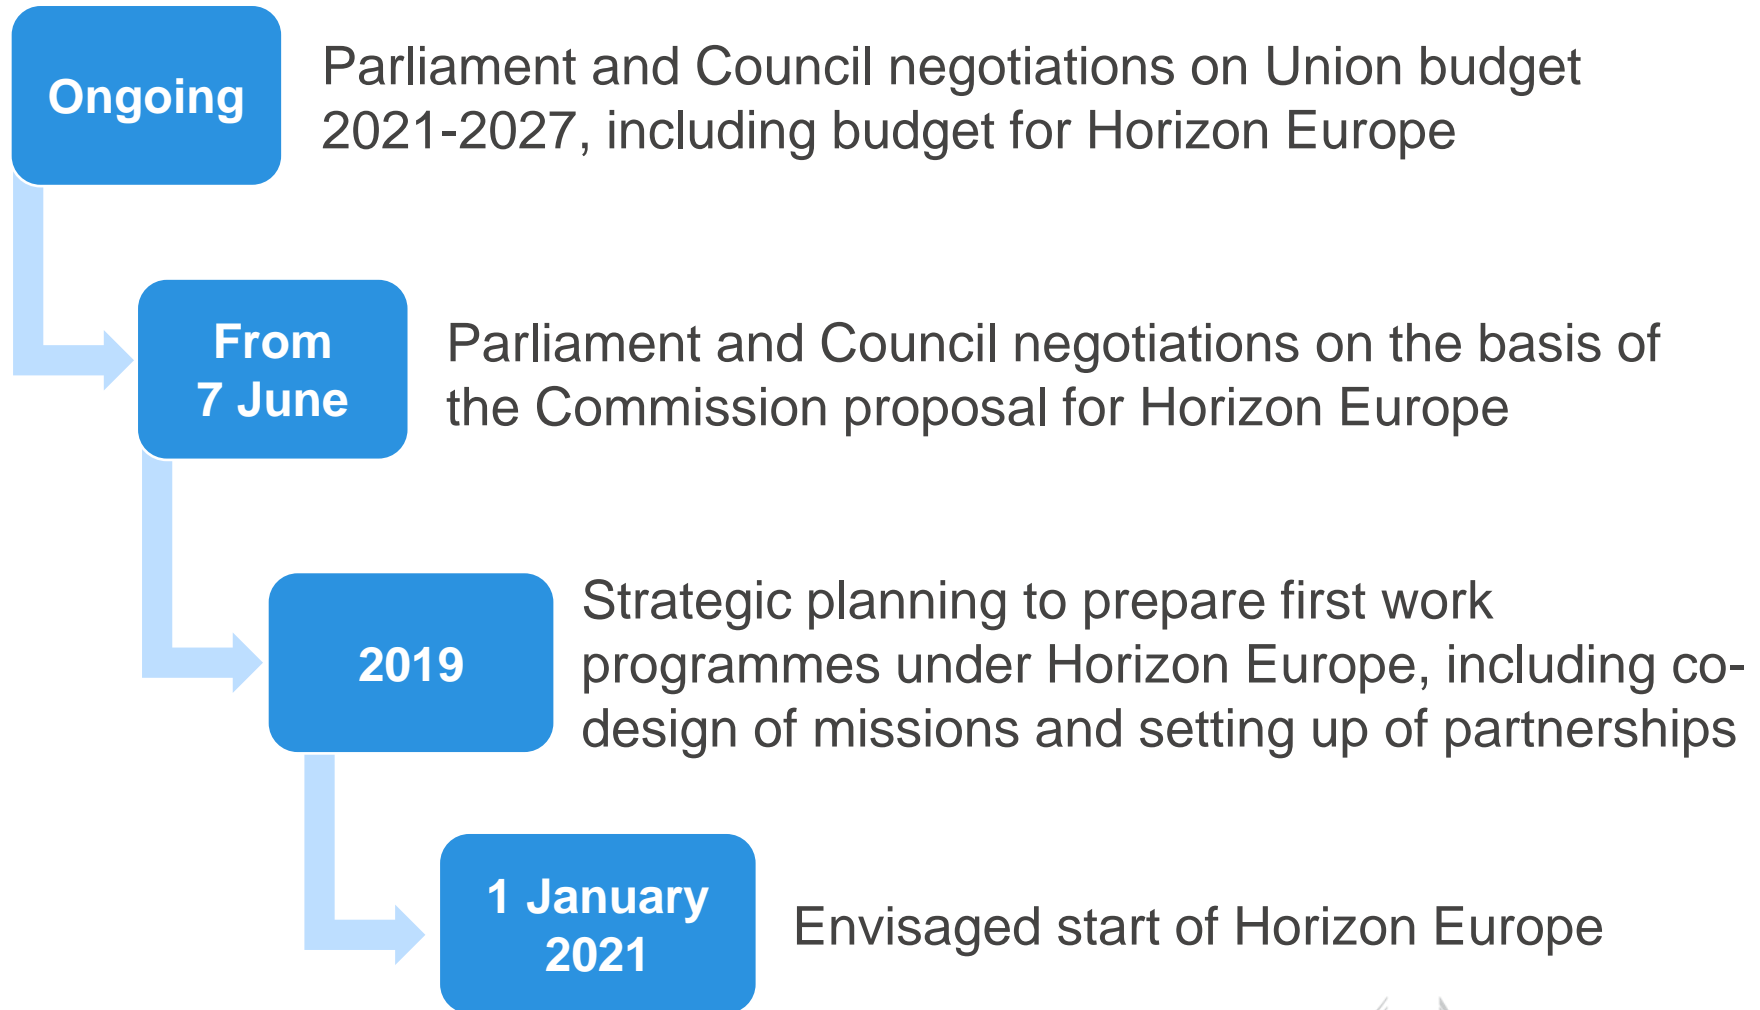 Ongoing
Parliament and Council negotiations on Union budget
2021-2027, including budget for Horizon Europe
From
7 June
Parliament and Council negotiations on the basis of
the Commission proposal for Horizon Europe
2019
Strategic planning to prepare first work
programmes under Horizon Europe, including co-
design of missions and setting up of partnerships
1 January
2021
Envisaged start of Horizon Europe